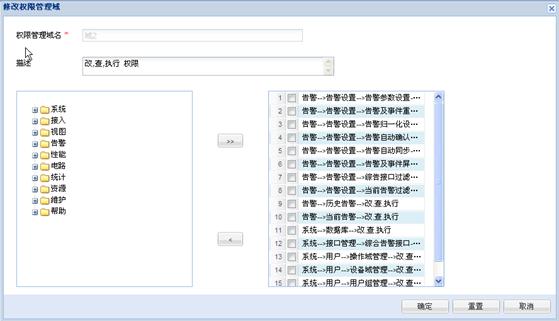 修改权限管理域
权限管理域名 *
域2
描述
改,查,执行 权限
系统
接入
视图
告警
性能
电路
统计
资源
维护
帮助
>>
<
1 告警-->告警设置-->告警参数设置-...
2 告警-->告警设置-->告警及事件重...
3 告警-->告警设置-->告警归一化设...
4 告警-->告警设置-->告警自动确认...
5 告警-->告警设置-->告警自动同步-...
6 告警-->告警设置-->告警及事件屏...
7 告警-->告警设置-->综告接口过滤...
8 告警-->告警设置-->当前告警过滤...
9 告警-->历史告警-->改,查,执行
10 告警-->当前告警-->改,查,执行
11 系统-->数据库-->改,查,执行
12 系统-->接口管理-->综合告警接口-...
13 系统-->用户-->操作域管理-->改,查...
14 系统-->用户-->设备域管理-->改,查...
15 系统-->用户-->用户组管理-->改,查...
确定
重置
取消